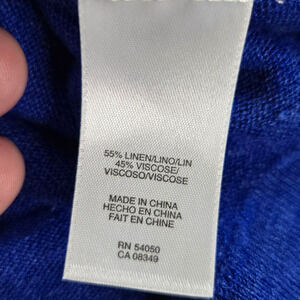 55% LINEN/LINO/LIN
45% VISCOSE/
VISCOSO/VISCOSE
MADE IN CHINA
HECHO EN CHINA
FAIT EN CHINE
RN 54050
CA 08349